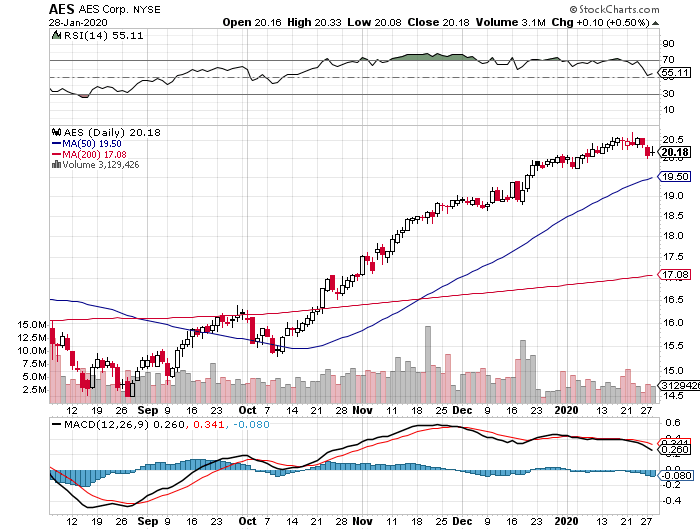 AES AES Corp. NYSE © StockCharts.com
28-Jan-2020 Open 20.16 High 20.33 Low 20.08 Close 20.18 Volume 3.1M Chg +0.10 (+0.50%)
RSI(14) 55.11
90
70
55.11
50
30
10
AES (Daily) 20.18
MA(50) 19.50
MA(200) 17.08
Volume 3,129,426
20.5
20.18
19.50
19.0
18.5
18.0
17.5
17.08
16.5
16.0
15.5
15.0
14.5
15.0M
12.5M
10.0M
7.5M
5.0M
2.5M
3129426
12 19 26 Sep 9 16 23 Oct 7 14 21 28 Nov 11 18 25 Dec 9 16 23 2020 13 21 27
MACD(12,26,9) 0.260, 0.341, -0.080
0.6
0.4
0.341
0.260
0.2
-0.080
-0.2
-0.4
12 19 26 Sep 9 16 23 Oct 7 14 21 28 Nov 11 18 25 Dec 9 16 23 2020 13 21 27